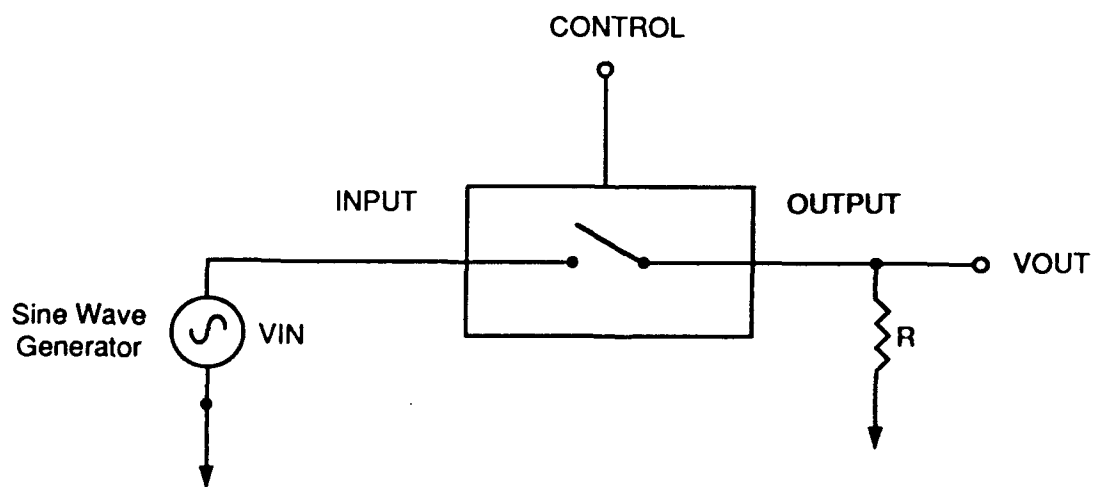 CONTROL
INPUT
OUTPUT
VOUT
Sine Wave
Generator
VIN
R